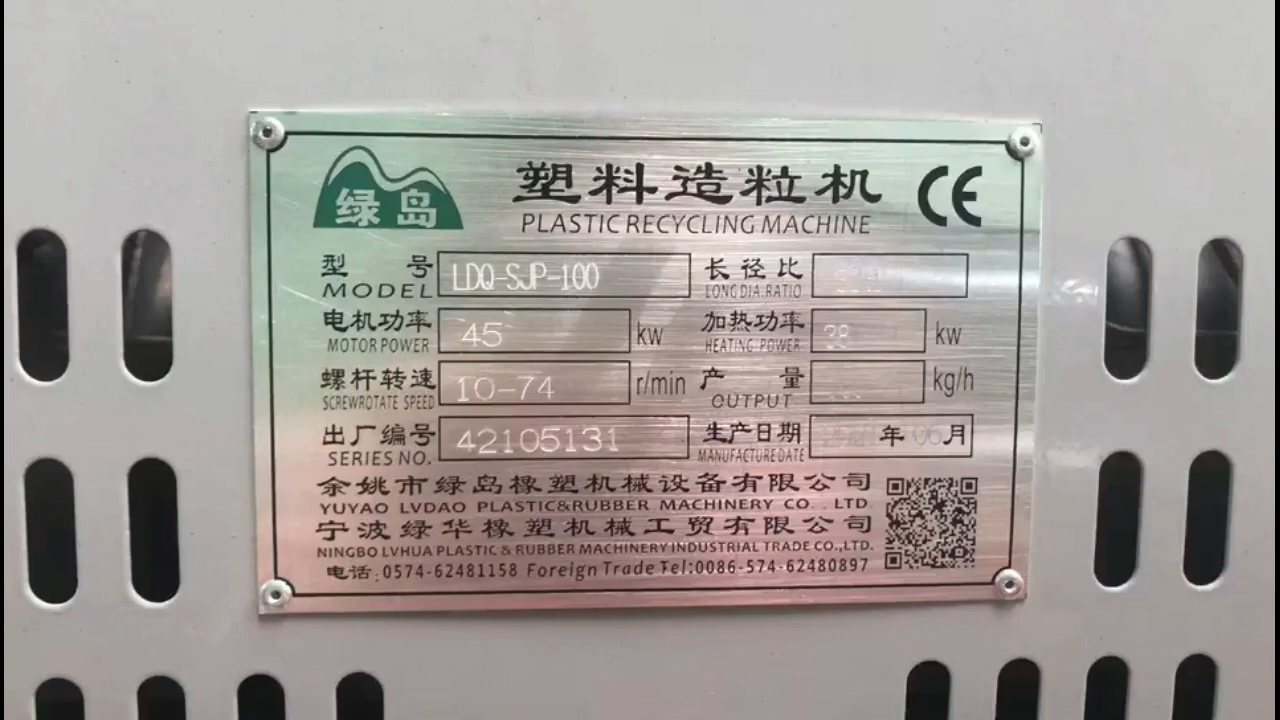 绿岛
塑料造粒机 CE
PLASTIC RECYCLING MACHINE
型号 LDQ-SJP-100 长径比
MODEL LONG DIA.RATIO
电机功率 45 kw 加热功率 38 kw
MOTOR POWER HEATING POWER
螺杆转速 10-74 r/min 产量 kg/h
SCREWROTATE SPEED OUTPUT
出厂编号 42105131 生产日期 年 06月
SERIES NO. MANUFACTURE DATE
余姚市绿岛橡塑机械设备有限公司
YUYAO LVDAO PLASTIC&RUBBER MACHINERY CO., LTD
宁波绿华橡塑机械工贸有限公司
NINGBO LVHUA PLASTIC & RUBBER MACHINERY INDUSTRIAL TRADE CO.,LTD.
电话:0574-62481158 Foreign Trade Tel:0086-574-62480897